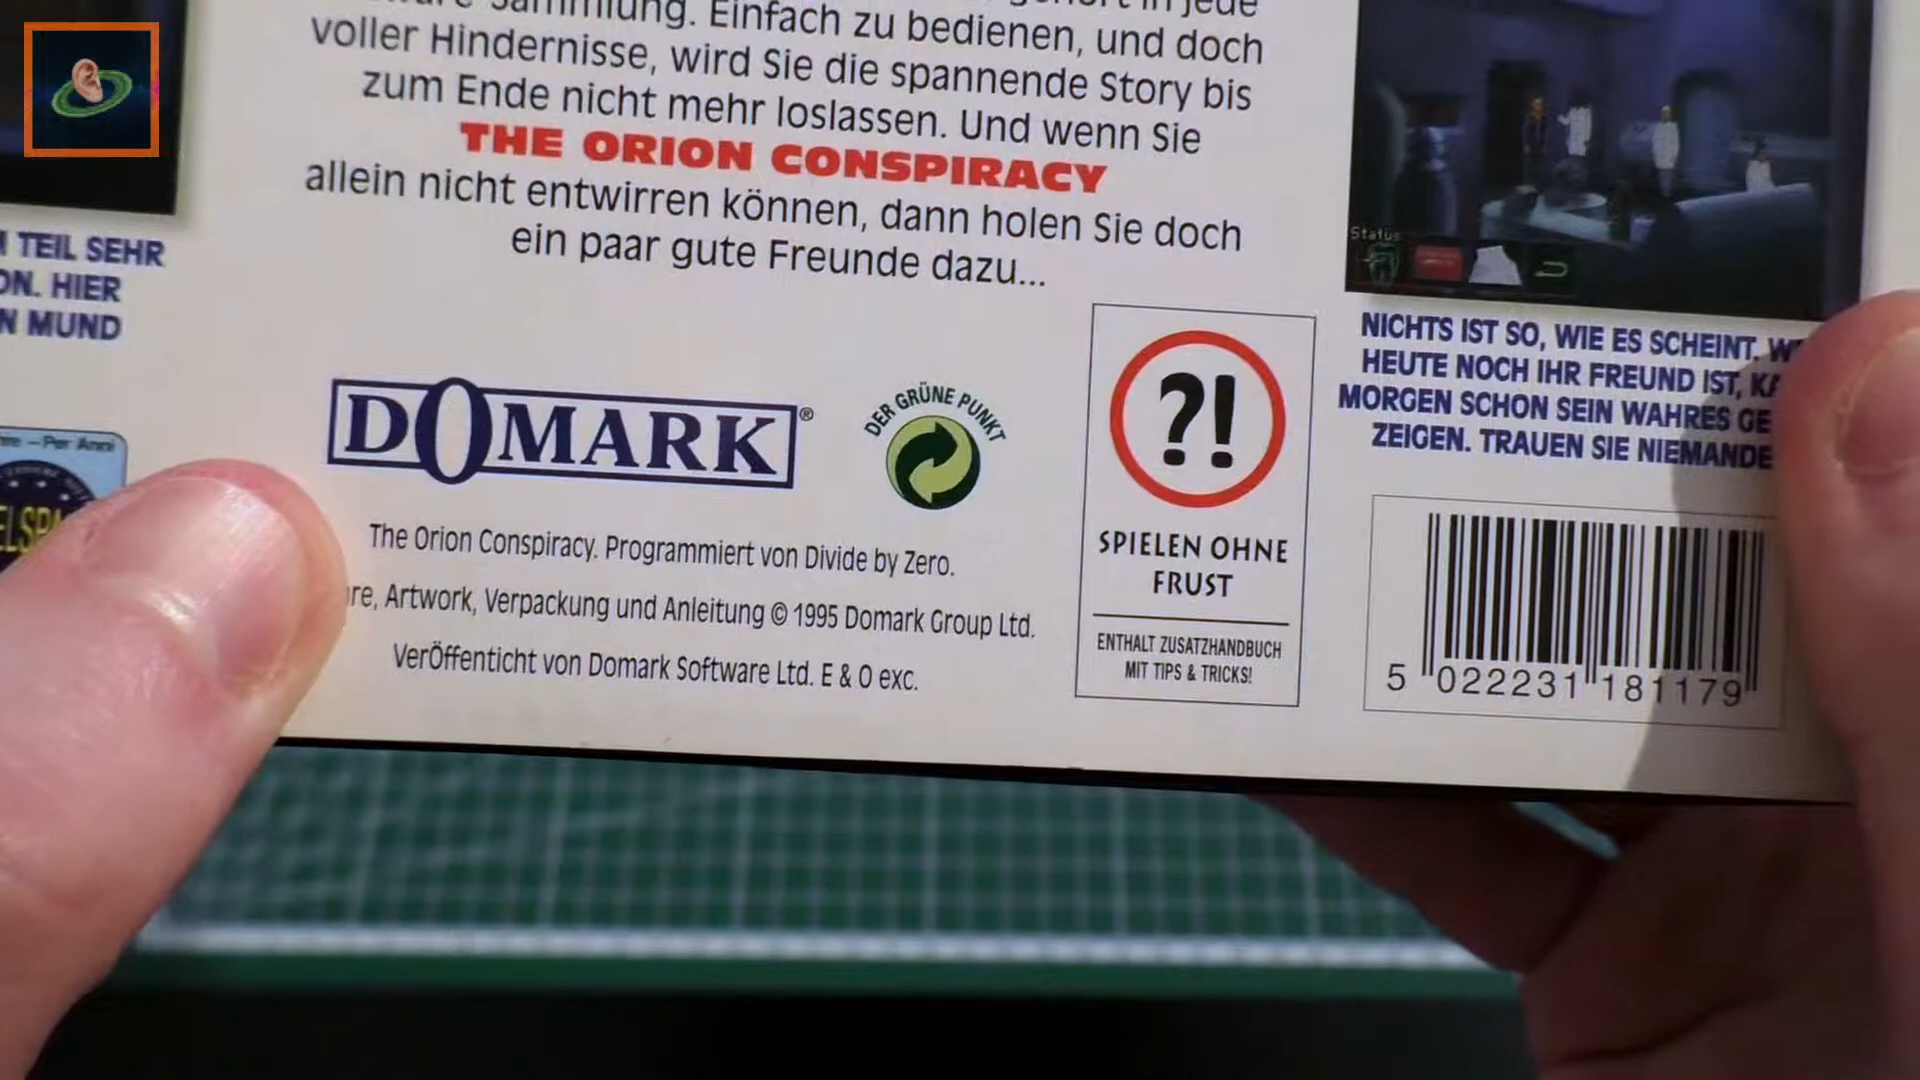 Sammlung. Einfach zu bedienen, und doch
voller Hindernisse, wird Sie die spannende Story bis
zum Ende nicht mehr loslassen. Und wenn Sie
THE ORION CONSPIRACY
allein nicht entwirren können, dann holen Sie doch
ein paar gute Freunde dazu...
TEIL SEHR
HIER
MUND
Per Anni
DOMARK®
DER GRÜNE PUNKT
The Orion Conspiracy. Programmiert von Divide by Zero.
Artwork, Verpackung und Anleitung © 1995 Domark Group Ltd.
VerÖffenticht von Domark Software Ltd. E & O exc.
?!
SPIELEN OHNE
FRUST
ENTHALT ZUSATZHANDBUCH
MIT TIPS & TRICKS!
Status
NICHTS IST SO, WIE ES SCHEINT.
HEUTE NOCH IHR FREUND IST,
MORGEN SCHON SEIN WAHRES
ZEIGEN. TRAUEN SIE
5 022231 181179